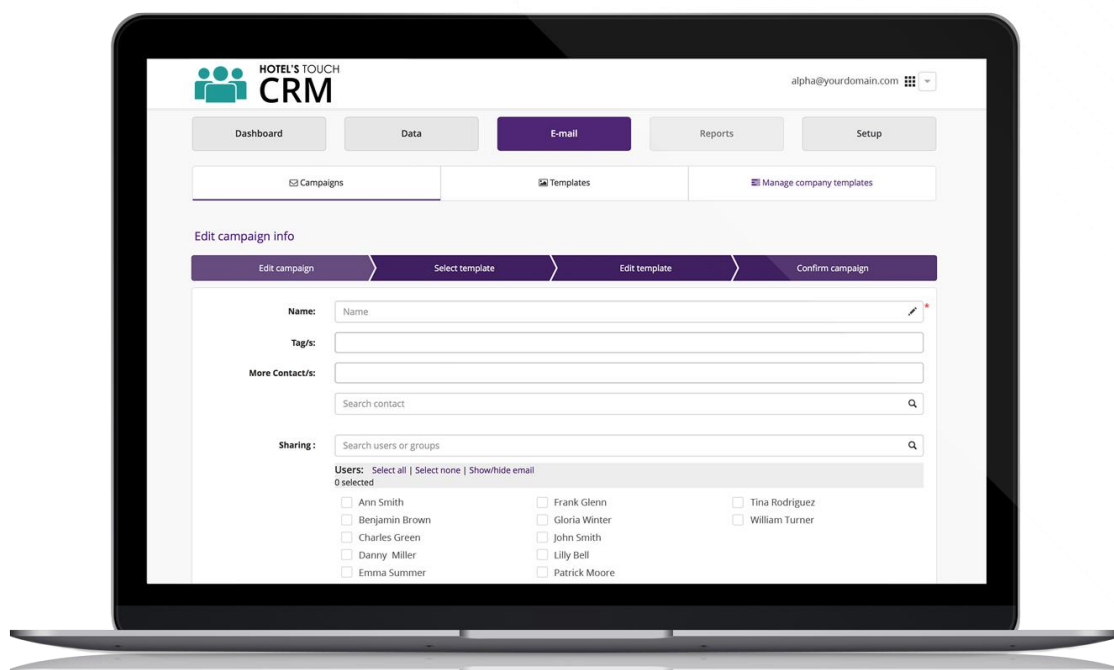 HOTEL'S TOUCH
CRM
alpha@yourdomain.com
Dashboard Data E-mail Reports Setup
Campaigns Templates Manage company templates
Edit campaign info
Edit campaign Select template Edit template Confirm campaign
Name: Name *
Tag/s:
More Contact/s:
Search contact
Sharing : Search users or groups
Users: Select all | Select none | Show/hide email
0 selected
Ann Smith Frank Glenn Tina Rodriguez
Benjamin Brown Gloria Winter William Turner
Charles Green John Smith
Danny Miller Lilly Bell
Emma Summer Patrick Moore